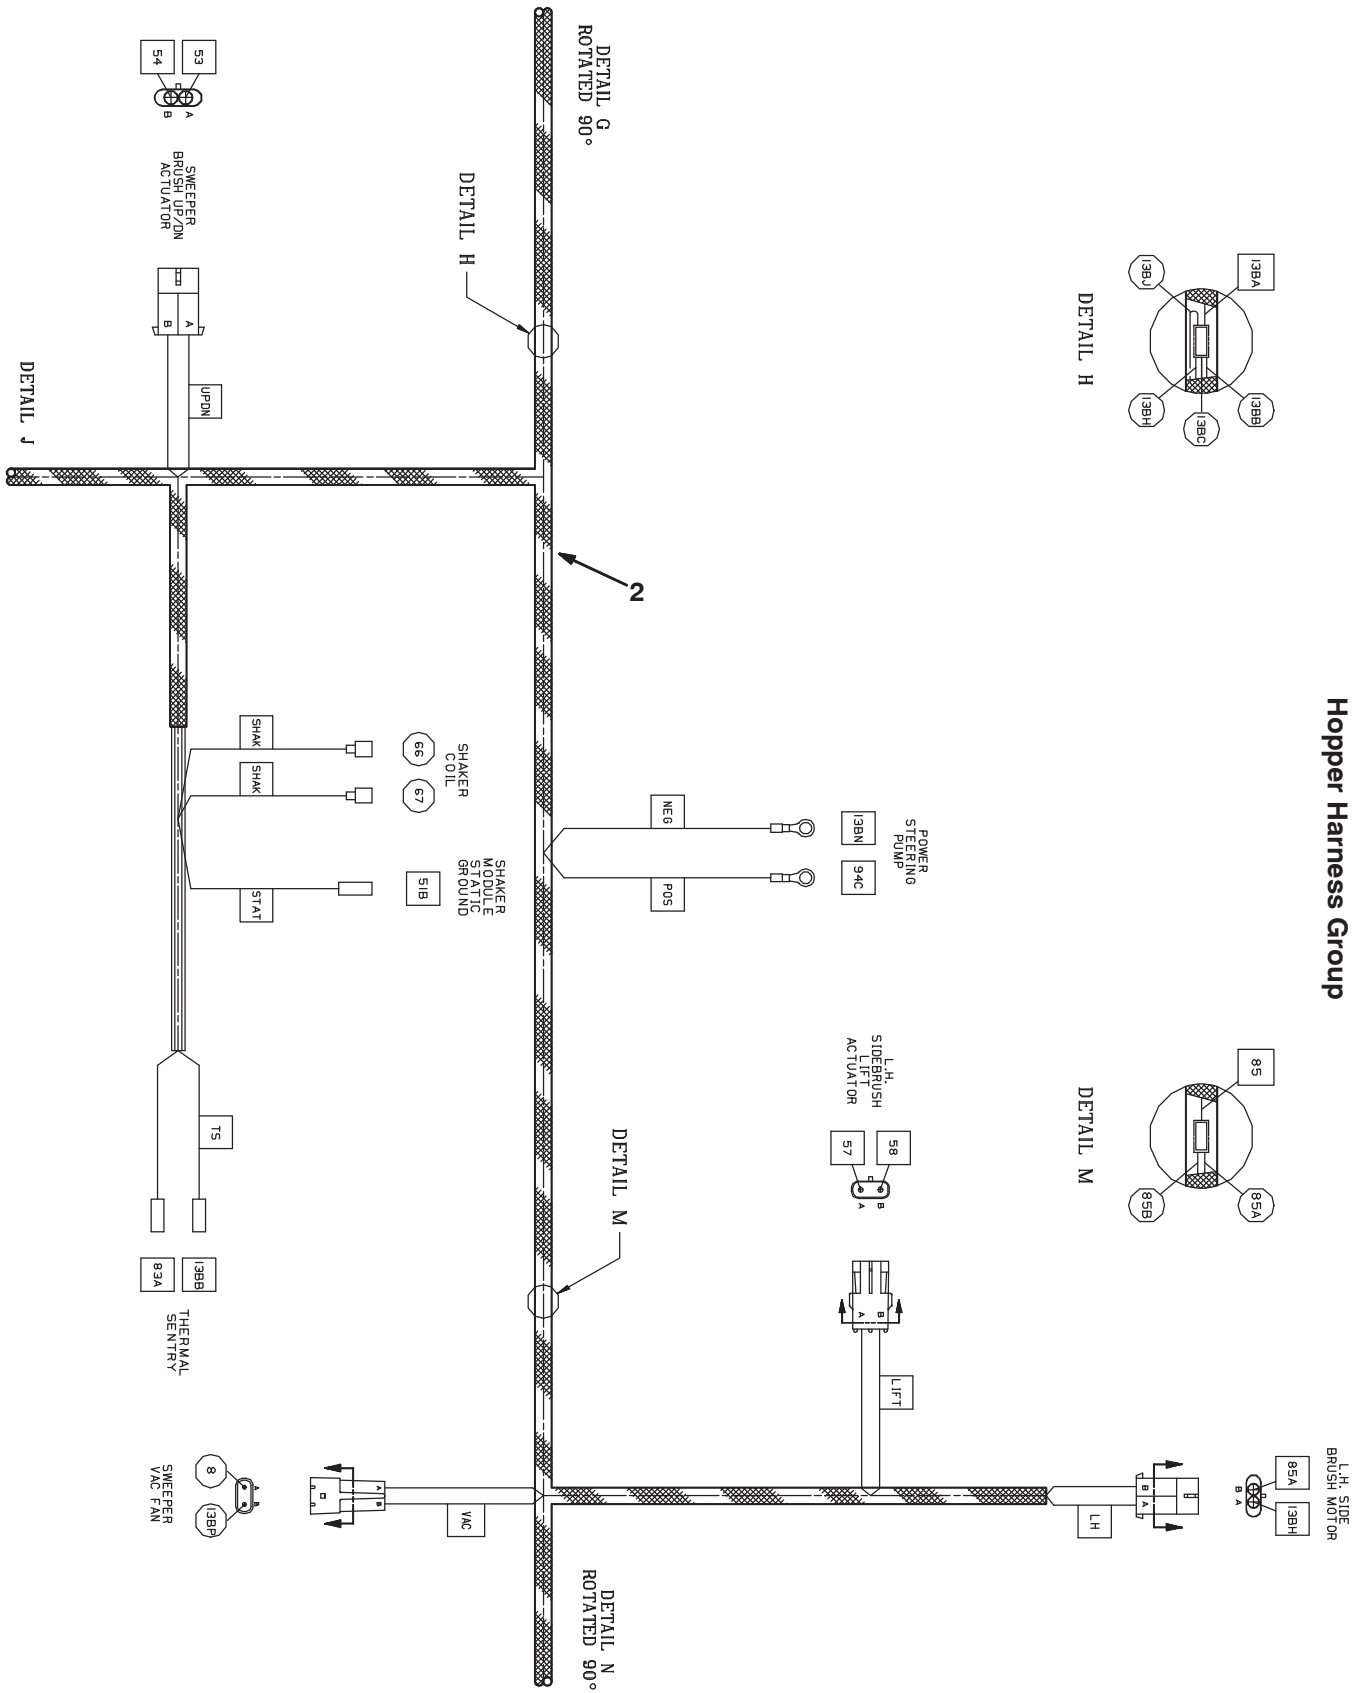 Hopper Harness Group
13BA
13BJ
13BB
13BC
13BH
DETAIL H
85
85A
85B
DETAIL M
L.H. SIDE
BRUSH MOTOR
85A
13BH
B
A
B
A
LH
L.H.
SIDEBRUSH
LIFT
ACTUATOR
58
57
B
A
B
A
LIFT
POWER
STEERING
PUMP
13BN
94C
NEG
POS
DETAIL G
ROTATED 90°
DETAIL H
2
DETAIL M
DETAIL N
ROTATED 90°
SHAKER
COIL
66
67
SHAK
SHAK
SHAKER
MODULE
STATIC
GROUND
51B
STAT
53
54
A
B
SWEEPER
BRUSH UP/DN
ACTUATOR
A
B
UPDN
DETAIL J
TS
13BB
83A
THERMAL
SENTRY
VAC
A
B
A
B
8
13BP
SWEEPER
VAC FAN